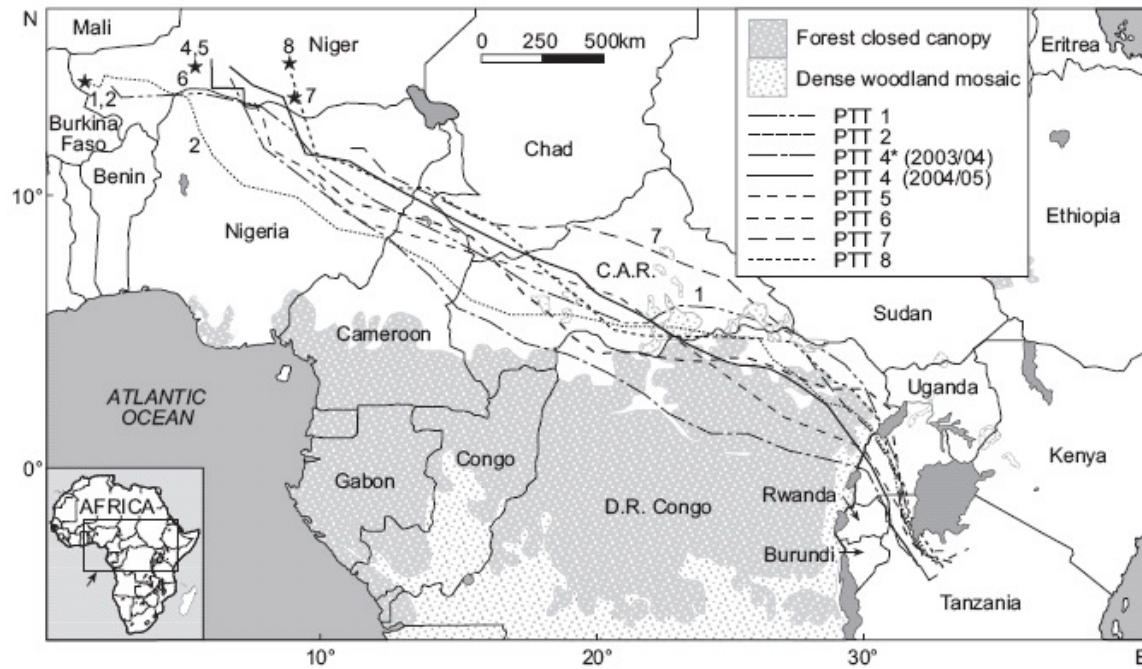 N
Mali
4,5
8
Niger
0 250 500km
Forest closed canopy
Dense woodland mosaic
Eritrea
6
7
1,2
PTT 1
PTT 2
PTT 4* (2003/04)
PTT 4 (2004/05)
PTT 5
PTT 6
PTT 7
PTT 8
Burkina
Faso
2
Chad
Benin
10°
Ethiopia
Nigeria
7
C.A.R.
1
Sudan
Cameroon
Uganda
ATLANTIC
OCEAN
0°
Congo
Kenya
Gabon
AFRICA
D.R. Congo
Rwanda
Burundi
Tanzania
10°
20°
30°
E